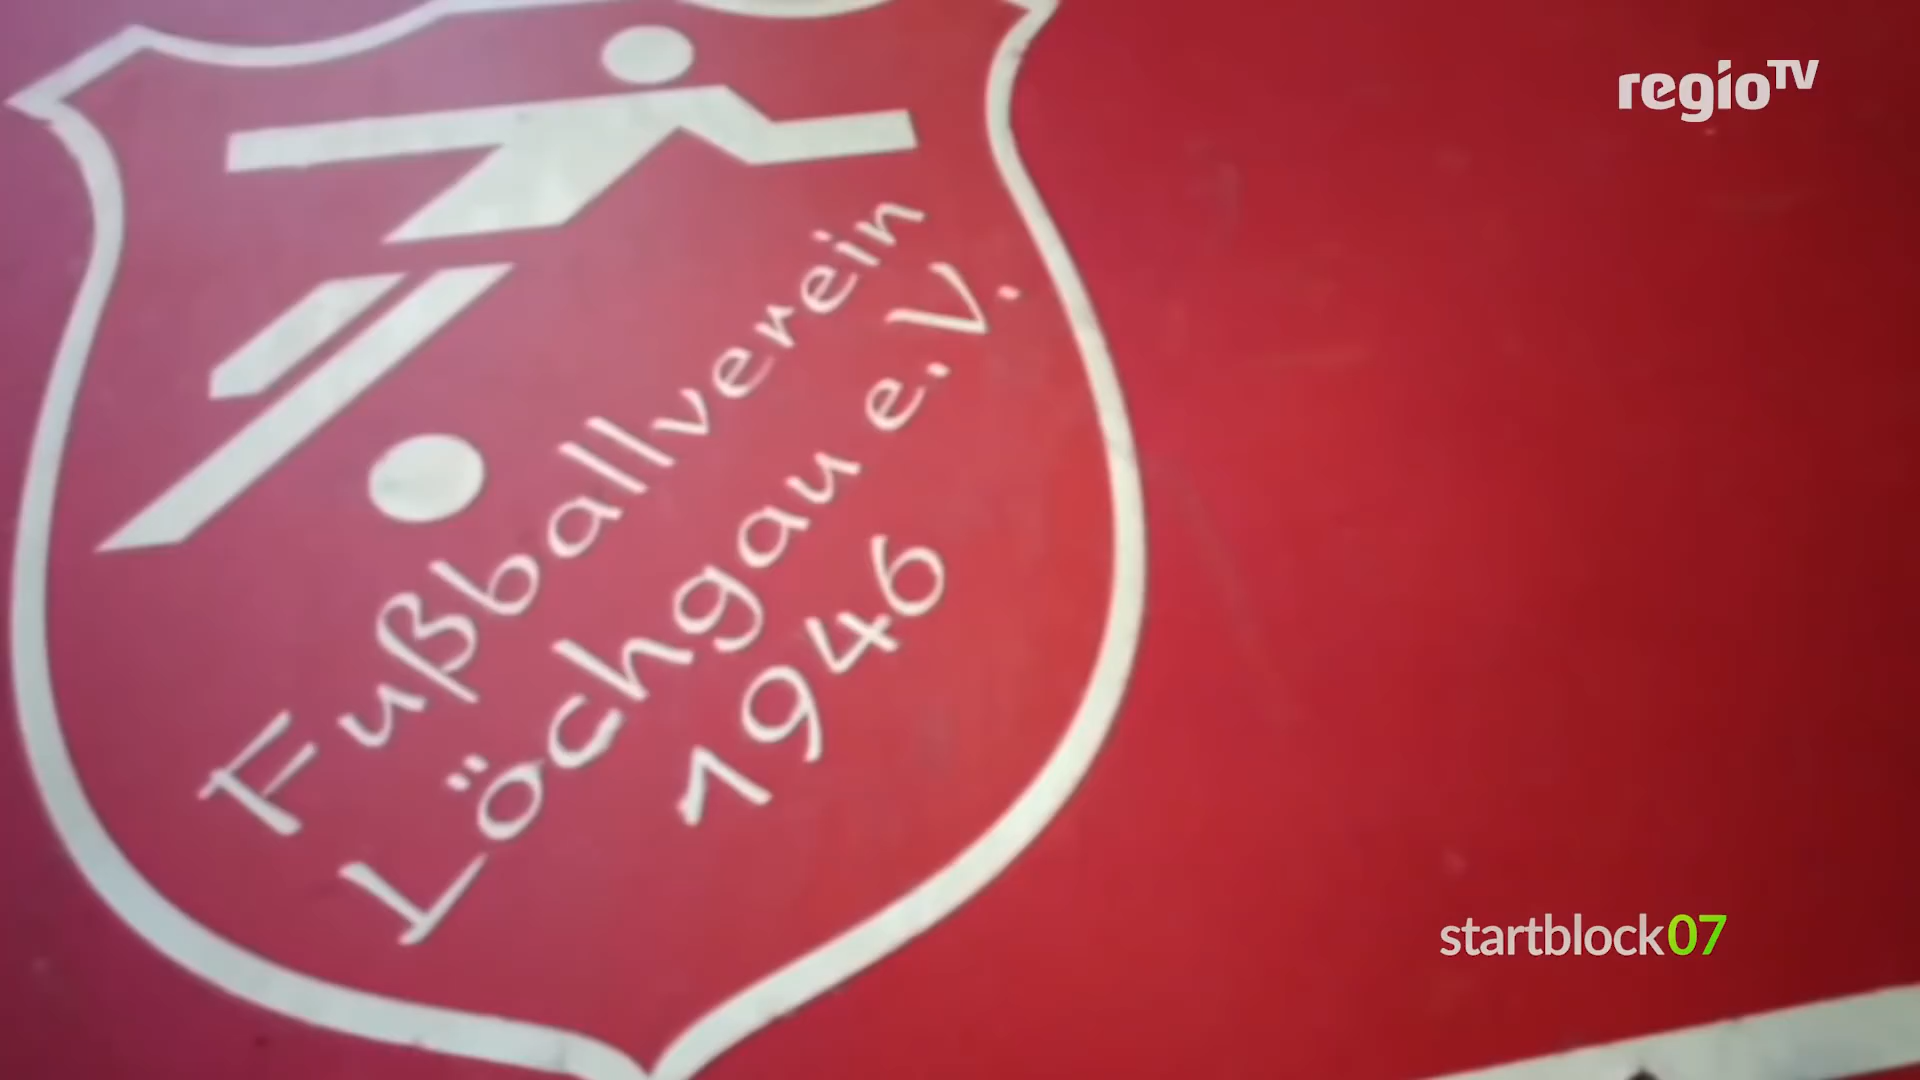 regioTV
Fußballverein
Löchgau e.V.
1946
startblock07